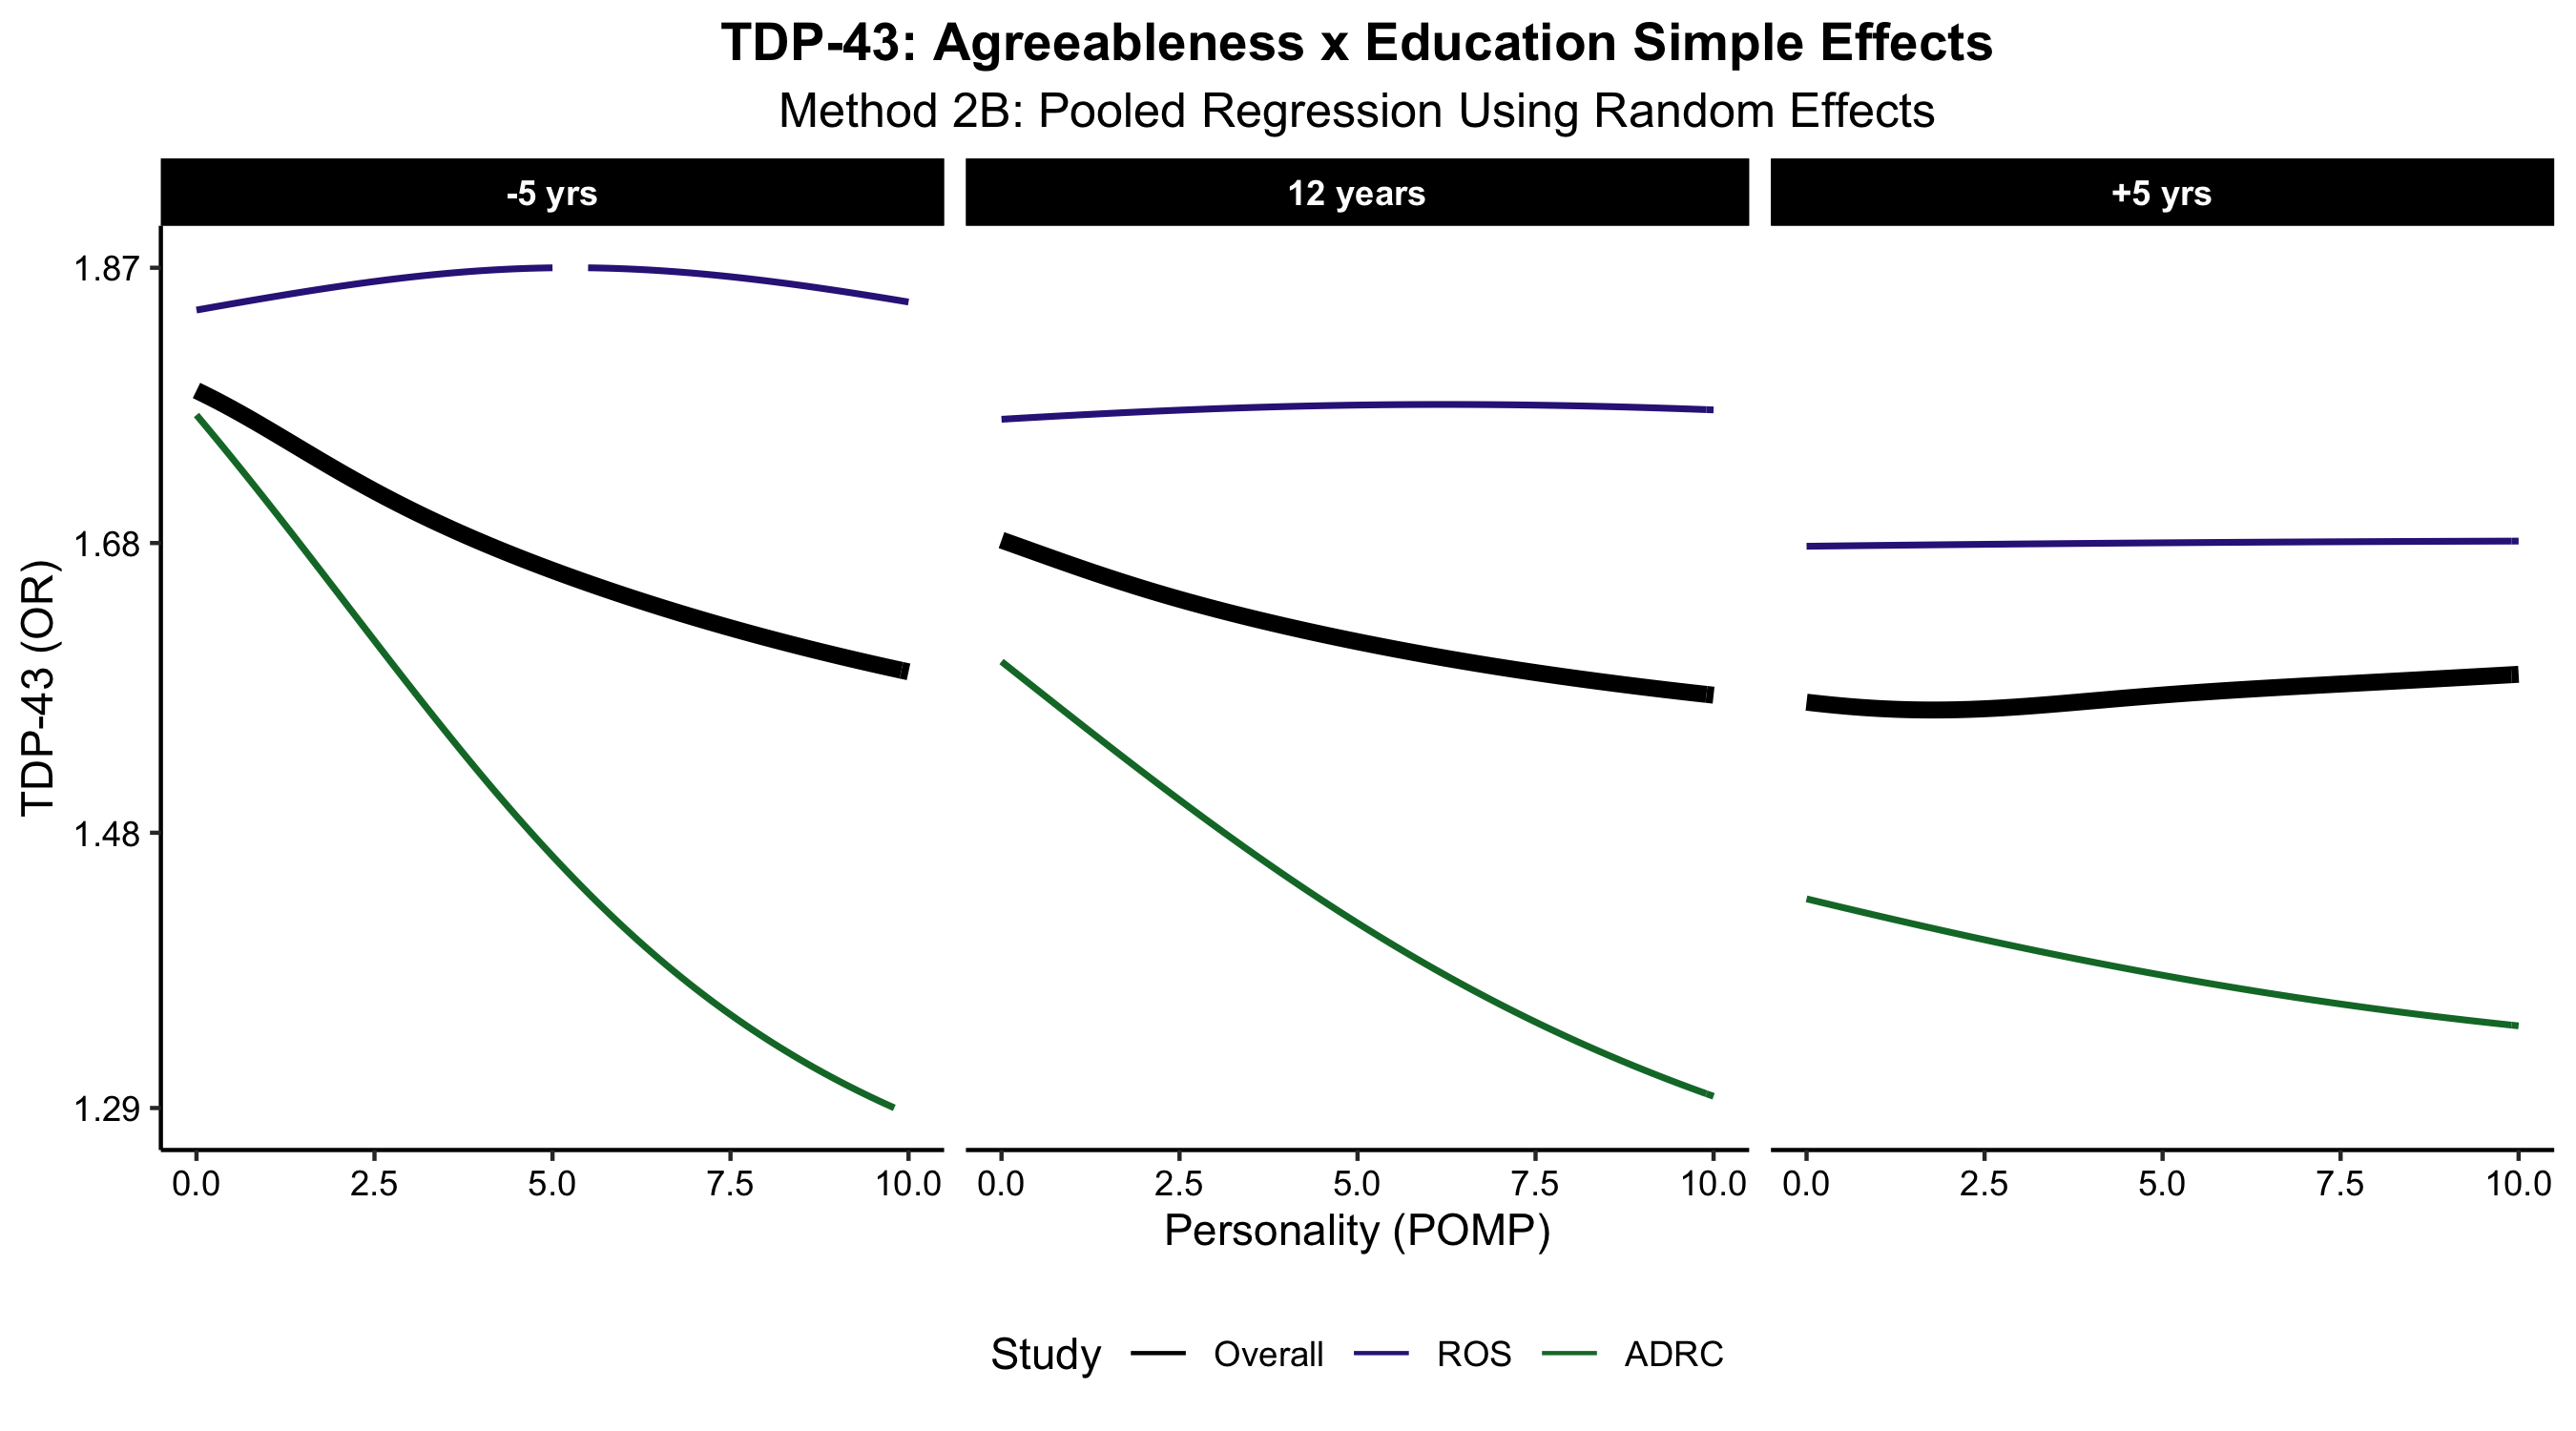 TDP-43: Agreeableness x Education Simple Effects
Method 2B: Pooled Regression Using Random Effects
-5 yrs 12 years +5 yrs
1.87
1.68
1.48
1.29
TDP-43 (OR)
0.0 2.5 5.0 7.5 10.0 0.0 2.5 5.0 7.5 10.0 0.0 2.5 5.0 7.5 10.0
Personality (POMP)
Study Overall ROS ADRC